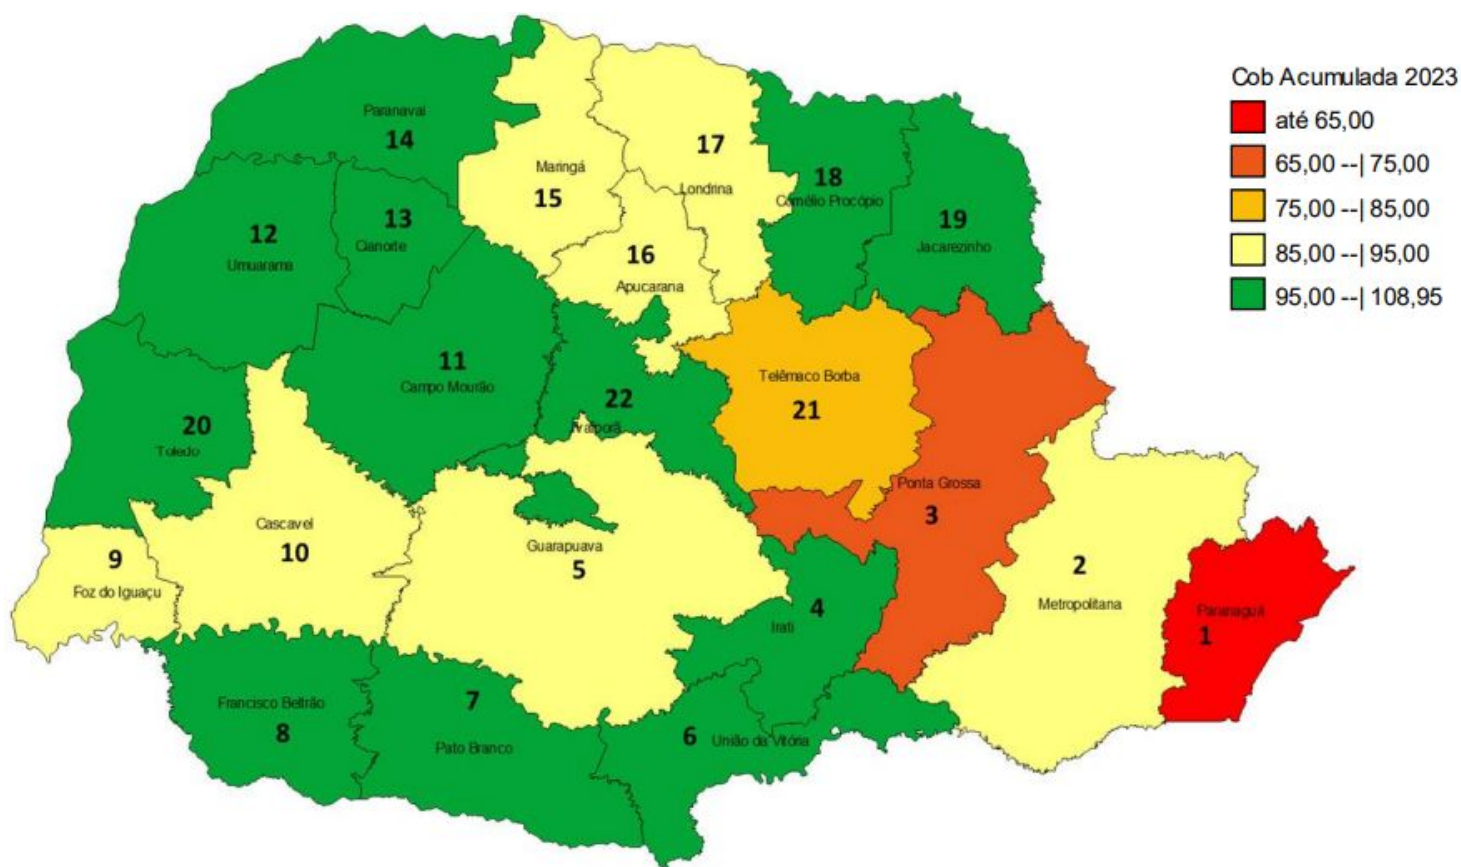 Cob Acumulada 2023
até 65,00
65,00 --| 75,00
75,00 --| 85,00
85,00 --| 95,00
95,00 --| 108,95
Paranavaí
14
Maringá
15
17
Londrina
18
Cornélio Procópio
19
Jacarezinho
12
Umuarama
13
Cianorte
16
Apucarana
11
Campo Mourão
20
Toledo
22
Ivaiporã
Telêmaco Borba
21
Ponta Grossa
3
Cascavel
10
9
Foz do Iguaçu
Guarapuava
5
2
Metropolitana
Paranaguá
1
4
Irati
Francisco Beltrão
8
7
Pato Branco
6
União da Vitória